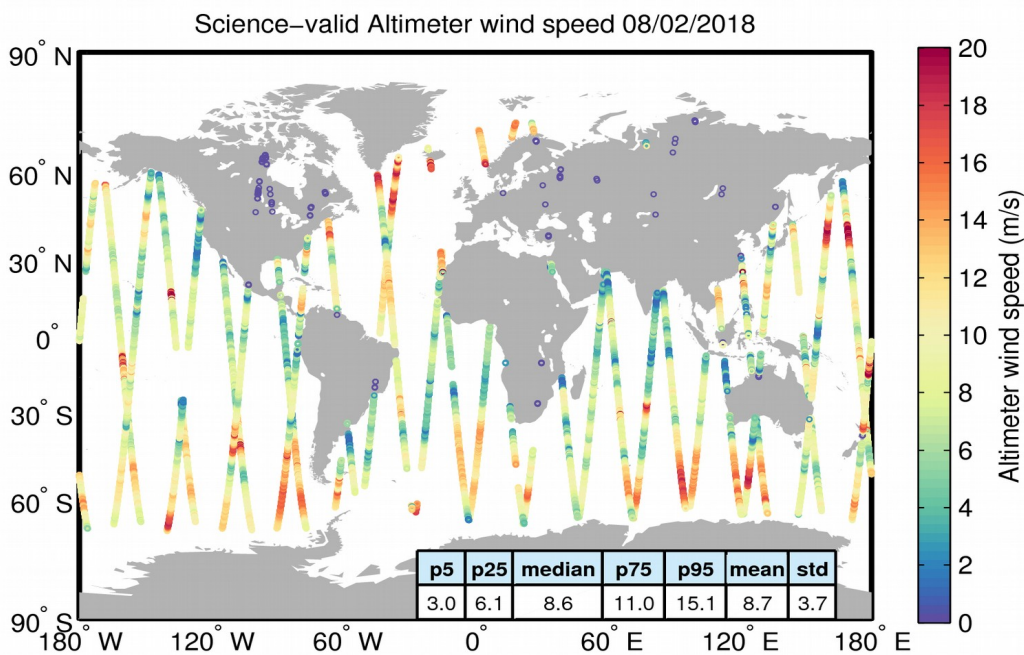 Science−valid Altimeter wind speed 08/02/2018
90° N
60° N
30° N
0°
30° S
60° S
90° S
180° W
120° W
60° W
0°
60° E
120° E
180° E
p5 p25 median p75 p95 mean std
3.0 6.1 8.6 11.0 15.1 8.7 3.7
20
18
16
14
12
10
8
6
4
2
0
Altimeter wind speed (m/s)